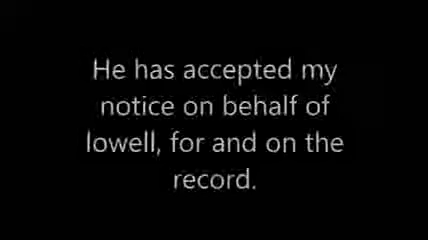 He has accepted my
notice on behalf of
lowell, for and on the
record.